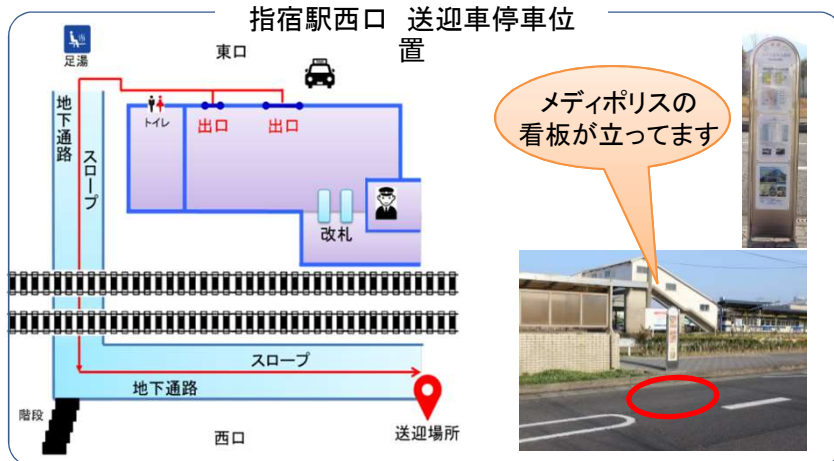 指宿駅西口 送迎車停車位
置
足湯
東口
地下通路
スロープ
トイレ
出口
出口
改札
メディポリスの
看板が立ってます
スロープ
地下通路
階段
西口
送迎場所